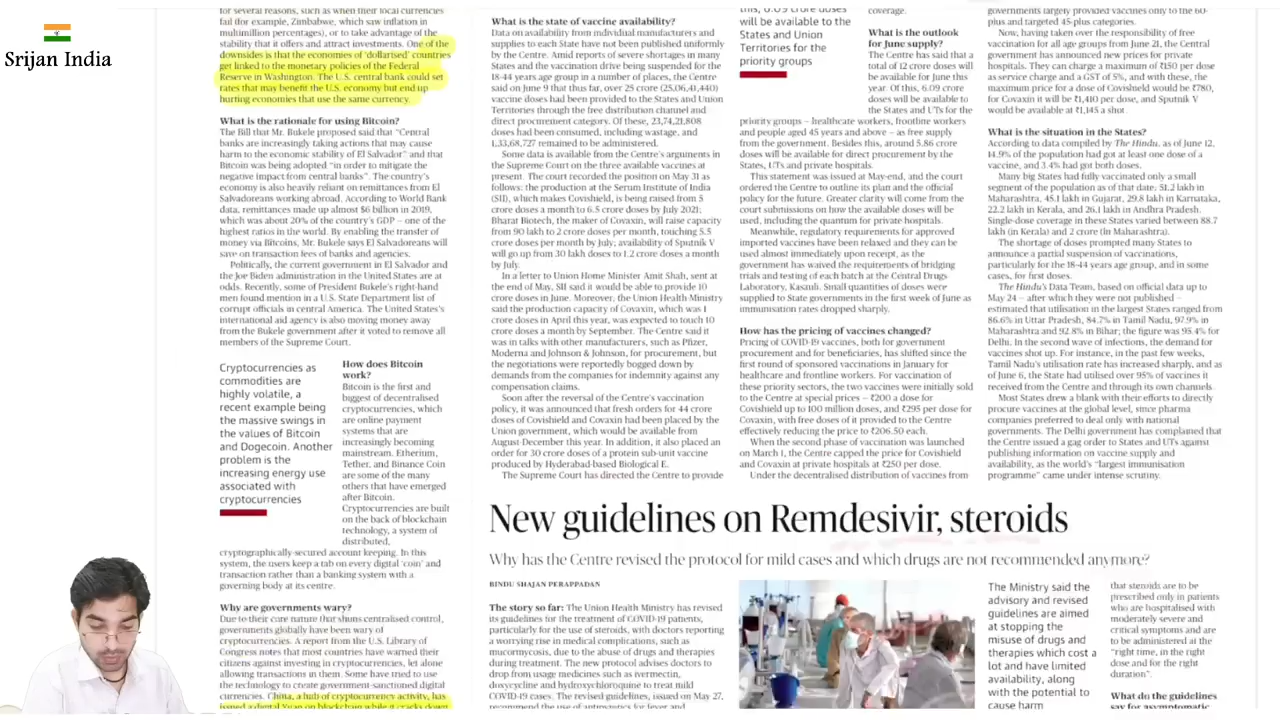 Srijan India
for several reasons, such as when their local currencies
fail (for example, Zimbabwe, which saw inflation in
multimillion percentages), or to take advantage of the
stability that it offers and attract investments. One of the
downsides is that the economies of ‘dollarised’ countries
get linked to the monetary policies of the Federal
Reserve in Washington. The U.S. central bank could set
rates that may benefit the U.S. economy but end up
hurting economies that use the same currency.
What is the rationale for using Bitcoin?
The Bill that Mr. Bukele proposed said that “Central
banks are increasingly taking actions that may cause
harm to the economic stability of El Salvador” and that
Bitcoin was being adopted “in order to mitigate the
negative impact from central banks”. The country’s
economy is also heavily reliant on remittances from El
Salvadoreans working abroad. According to World Bank
data, remittances made up almost $6 billion in 2019,
which was about 20% of the country’s GDP – one of the
highest ratios in the world. By enabling the transfer of
money via Bitcoins, Mr. Bukele says El Salvadoreans will
save on transaction fees of banks and agencies.
Politically, the current government in El Salvador and
the Joe Biden administration in the United States are at
odds. Recently, some of President Bukele’s right-hand
men found mention in a U.S. State Department list of
corrupt officials in central America. The United States’s
international aid agency is also moving money away
from the Bukele government after it voted to remove all
members of the Supreme Court.
Cryptocurrencies as
commodities are
highly volatile, a
recent example being
the massive swings in
the values of Bitcoin
and Dogecoin. Another
problem is the
increasing energy use
associated with
cryptocurrencies
How does Bitcoin
work?
Bitcoin is the first and
biggest of decentralised
cryptocurrencies, which
are online payment
systems that are
increasingly becoming
mainstream. Etherium,
Tether, and Binance Coin
are some of the many
others that have emerged
after Bitcoin.
Cryptocurrencies are built
on the back of blockchain
technology, a system of
distributed,
cryptographically-secured account keeping. In this
system, the users keep a tab on every digital ‘coin’ and
transaction rather than a banking system with a
governing body at its centre.
Why are governments wary?
Due to their core nature that shuns centralised control,
governments globally have been wary of
cryptocurrencies. A report from the U.S. Library of
Congress notes that most countries have warned their
citizens against investing in cryptocurrencies, let alone
allowing transactions in them. Some have tried to use
the technology to create government-sanctioned digital
currencies. China, a hub of cryptocurrency activity, has
issued a digital Yuan on blockchain while it cracks down
What is the state of vaccine availability?
Data on availability from individual manufacturers and
supplies to each State have not been published uniformly
by the Centre. Amid reports of severe shortages in many
States and the vaccination drive being suspended for the
18-44 years age group in a number of places, the Centre
said on June 9 that thus far, over 25 crore (25,06,41,440)
vaccine doses had been provided to the States and Union
Territories through the free distribution channel and
direct procurement category. Of these, 23,74,21,808
doses had been consumed, including wastage, and
1,33,68,727 remained to be administered.
Some data is available from the Centre’s arguments in
the Supreme Court on the three available vaccines at
present. The court recorded the position on May 31 as
follows: the production at the Serum Institute of India
(SII), which makes Covishield, is being raised from 5
crore doses a month to 6.5 crore doses by July 2021;
Bharat Biotech, the maker of Covaxin, will raise capacity
from 90 lakh to 2 crore doses per month, touching 5.5
crore doses per month by July; availability of Sputnik V
will go up from 30 lakh doses to 1.2 crore doses a month
by July.
In a letter to Union Home Minister Amit Shah, sent at
the end of May, SII said it would be able to provide 10
crore doses in June. Moreover, the Union Health Ministry
said the production capacity of Covaxin, which was 1
crore doses in April this year, was expected to touch 10
crore doses a month by September. The Centre said it
was in talks with other manufacturers, such as Pfizer,
Moderna and Johnson & Johnson, for procurement, but
the negotiations were reportedly bogged down by
demands from the companies for indemnity against any
compensation claims.
Soon after the reversal of the Centre’s vaccination
policy, it was announced that fresh orders for 44 crore
doses of Covishield and Covaxin had been placed by the
Union government, which would be available from
August-December this year. In addition, it also placed an
order for 30 crore doses of a protein sub-unit vaccine
produced by Hyderabad-based Biological E.
The Supreme Court has directed the Centre to provide
this, 6.09 crore doses
will be available to the
States and Union
Territories for the
priority groups
coverage.
What is the outlook
for June supply?
The Centre has said that a
total of 12 crore doses will
be available for June this
year. Of this, 6.09 crore
doses will be available to
the States and UTs for the
priority groups – healthcare workers, frontline workers
and people aged 45 years and above – as free supply
from the government. Besides this, around 5.86 crore
doses will be available for direct procurement by the
States, UTs and private hospitals.
This statement was issued at May-end, and the court
ordered the Centre to outline its plan and the official
policy for the future. Greater clarity will come from the
court submissions on how the available doses will be
used, including the quantum for private hospitals.
Meanwhile, regulatory requirements for approved
imported vaccines have been relaxed and they can be
used almost immediately upon receipt, as the
government has waived the requirements of bridging
trials and testing of each batch at the Central Drugs
Laboratory, Kasauli. Small quantities of doses were
supplied to State governments in the first week of June as
immunisation rates dropped sharply.
How has the pricing of vaccines changed?
Pricing of COVID-19 vaccines, both for government
procurement and for beneficiaries, has shifted since the
first round of sponsored vaccinations in January for
healthcare and frontline workers. For vaccination of
these priority sectors, the two vaccines were initially sold
to the Centre at special prices – ₹200 a dose for
Covishield up to 100 million doses, and ₹295 per dose for
Covaxin, with free doses of it provided to the Centre
effectively reducing the price to ₹206.50 each.
When the second phase of vaccination was launched
on March 1, the Centre capped the price for Covishield
and Covaxin at private hospitals at ₹250 per dose.
Under the decentralised distribution of vaccines from
governments largely provided vaccines only to the 60-
plus and targeted 45-plus categories.
Now, having taken over the responsibility of free
vaccination for all age groups from June 21, the Central
government has announced new prices for private
hospitals. They can charge a maximum of ₹150 per dose
as service charge and a GST of 5%, and with these, the
maximum price for a dose of Covishield would be ₹780,
for Covaxin it will be ₹1,410 per dose, and Sputnik V
would be available at ₹1,145 a shot.
What is the situation in the States?
According to data compiled by The Hindu, as of June 12,
14.9% of the population had got at least one dose of a
vaccine, and 3.4% had got both doses.
Many big States had fully vaccinated only a small
segment of the population as of that date: 51.2 lakh in
Maharashtra, 45.1 lakh in Gujarat, 29.8 lakh in Karnataka,
22.2 lakh in Kerala, and 26.1 lakh in Andhra Pradesh.
Single-dose coverage in these States varied between 88.7
lakh (in Kerala) and 2 crore (in Maharashtra).
The shortage of doses prompted many States to
announce a partial suspension of vaccinations,
particularly for the 18-44 years age group, and in some
cases, for first doses.
The Hindu’s Data Team, based on official data up to
May 24 – after which they were not published –
estimated that utilisation in the largest States ranged from
86.6% in Uttar Pradesh, 84.7% in Tamil Nadu, 97.9% in
Maharashtra and 92.8% in Bihar; the figure was 95.4% for
Delhi. In the second wave of infections, the demand for
vaccines shot up. For instance, in the past few weeks,
Tamil Nadu’s utilisation rate has increased sharply, and as
of June 6, the State had utilised over 95% of vaccines it
received from the Centre and through its own channels.
Most States drew a blank with their efforts to directly
procure vaccines at the global level, since pharma
companies preferred to deal only with national
governments. The Delhi government has complained that
the Centre issued a gag order to States and UTs against
publishing information on vaccine supply and
availability, as the world’s “largest immunisation
programme” came under intense scrutiny.
New guidelines on Remdesivir, steroids
Why has the Centre revised the protocol for mild cases and which drugs are not recommended anymore?
BINDU SHAJAN PERAPPADAN
The story so far: The Union Health Ministry has revised
its guidelines for the treatment of COVID-19 patients,
particularly for the use of steroids, with doctors reporting
a worrying rise in medical complications, such as
mucormycosis, due to the abuse of drugs and therapies
during treatment. The new protocol advises doctors to
drop from usage medicines such as ivermectin,
doxycycline and hydroxychloroquine to treat mild
COVID-19 cases. The revised guidelines, issued on May 27,
recommend the use of antipyretics for fever and
The Ministry said the
advisory and revised
guidelines are aimed
at stopping the
misuse of drugs and
therapies which cost a
lot and have limited
availability, along
with the potential to
cause harm
that steroids are to be
prescribed only in patients
who are hospitalised with
moderately severe and
critical symptoms and are
to be administered at the
“right time, in the right
dose and for the right
duration”.
What do the guidelines
say for asymptomatic